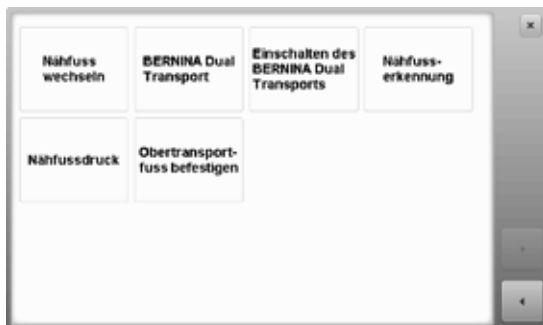 Nähfuss
wechseln
BERNINA Dual
Transport
Einschalten des
BERNINA Dual
Transports
Nähfuss-
erkennung
Nähfussdruck
Obertransport-
fuss befestigen